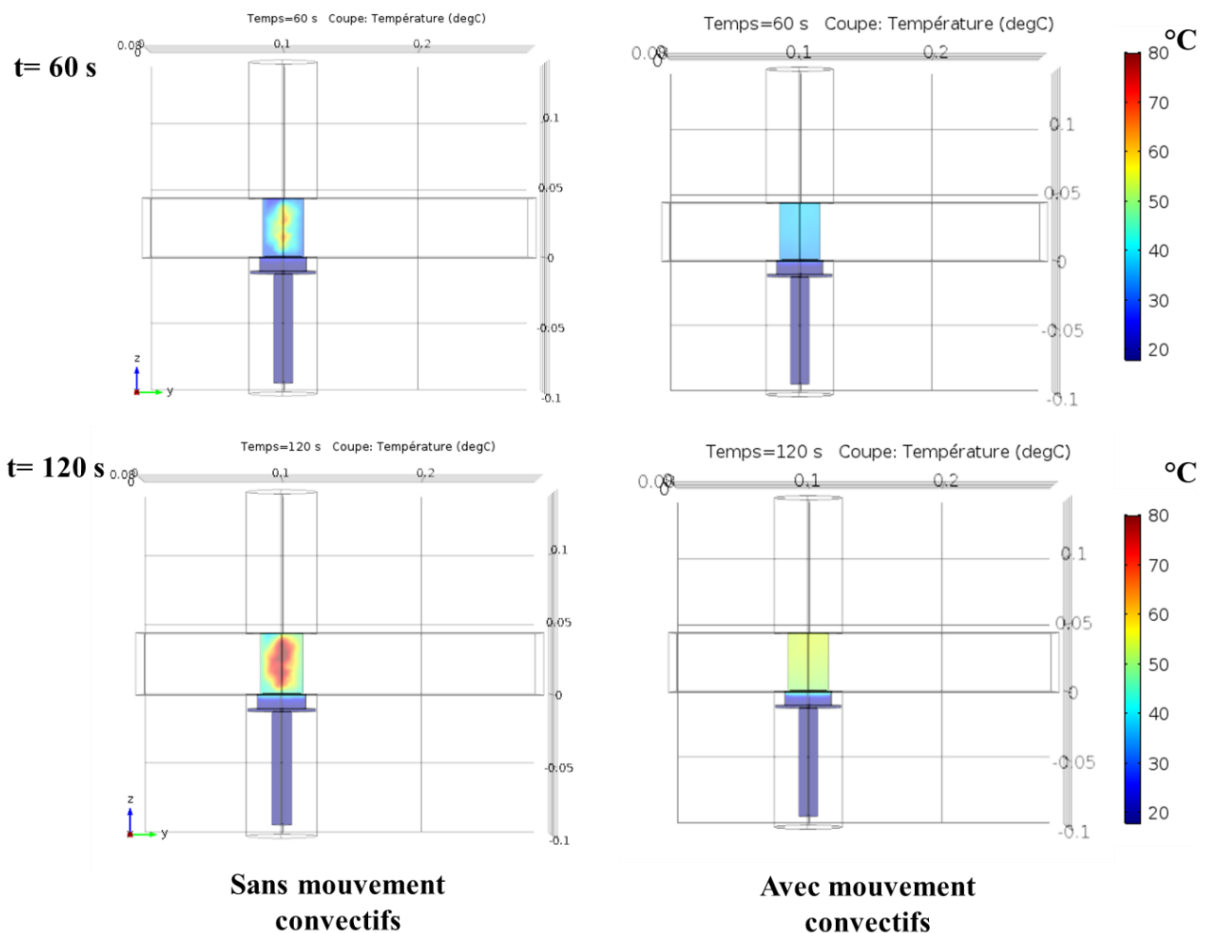 Temps=60 s Coupe: Température (degC)
Temps=60 s Coupe: Température (degC)
°C
t= 60 s
0.1
0.2
0.1
0.2
80
70
60
50
40
30
20
0.1
0.05
0
-0.05
-0.1
0.1
0.05
0
-0.05
-0.1
z
y
Temps=120 s Coupe: Température (degC)
Temps=120 s Coupe: Température (degC)
°C
t= 120 s
0.1
0.2
0.1
0.2
80
70
60
50
40
30
20
0.1
0.05
0
-0.05
-0.1
0.1
0.05
0
-0.05
-0.1
z
y
Sans mouvement
convectifs
Avec mouvement
convectifs